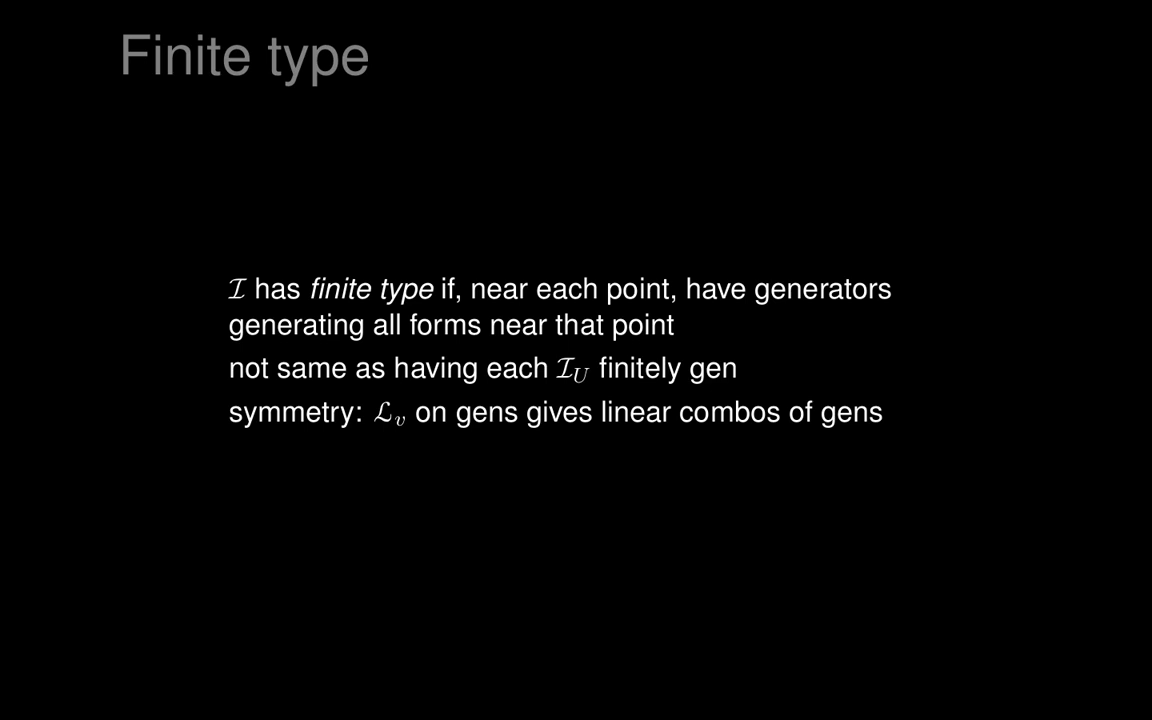 Finite type
ℐ has finite type if, near each point, have generators
generating all forms near that point
not same as having each ℐ_U finitely gen
symmetry: ℒ_v on gens gives linear combos of gens